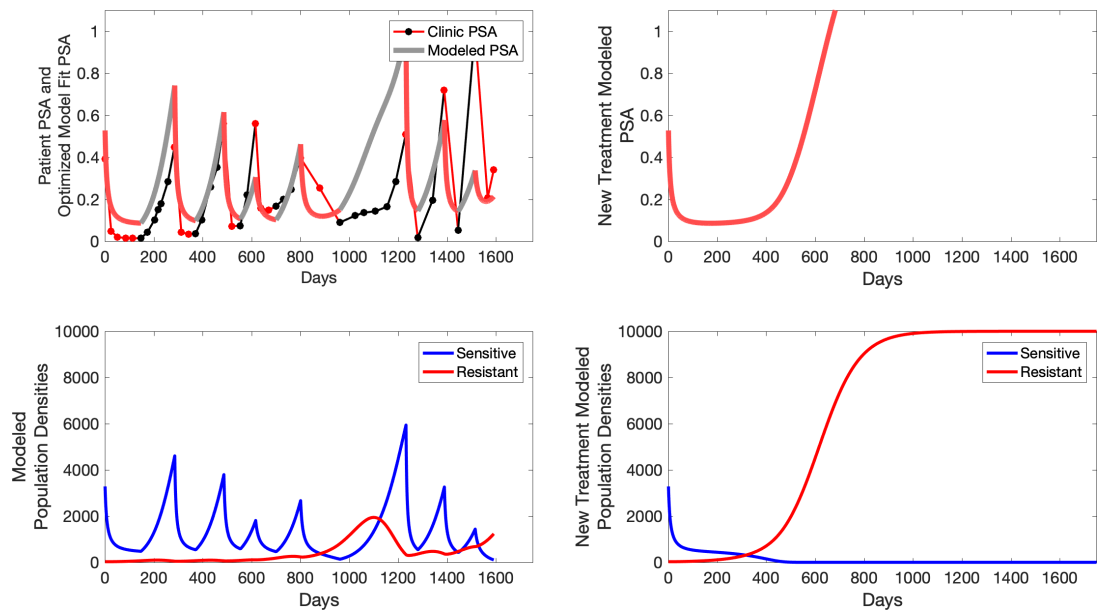 Patient PSA and
Optimized Model Fit PSA
1
0.8
0.6
0.4
0.2
0
0 200 400 600 800 1000 1200 1400 1600
Days
Clinic PSA
Modeled PSA
New Treatment Modeled
PSA
1
0.8
0.6
0.4
0.2
0
0 200 400 600 800 1000 1200 1400 1600
Days
Modeled
Population Densities
10000
8000
6000
4000
2000
0
0 200 400 600 800 1000 1200 1400 1600
Days
Sensitive
Resistant
New Treatment Modeled
Population Densities
10000
8000
6000
4000
2000
0
0 200 400 600 800 1000 1200 1400 1600
Days
Sensitive
Resistant